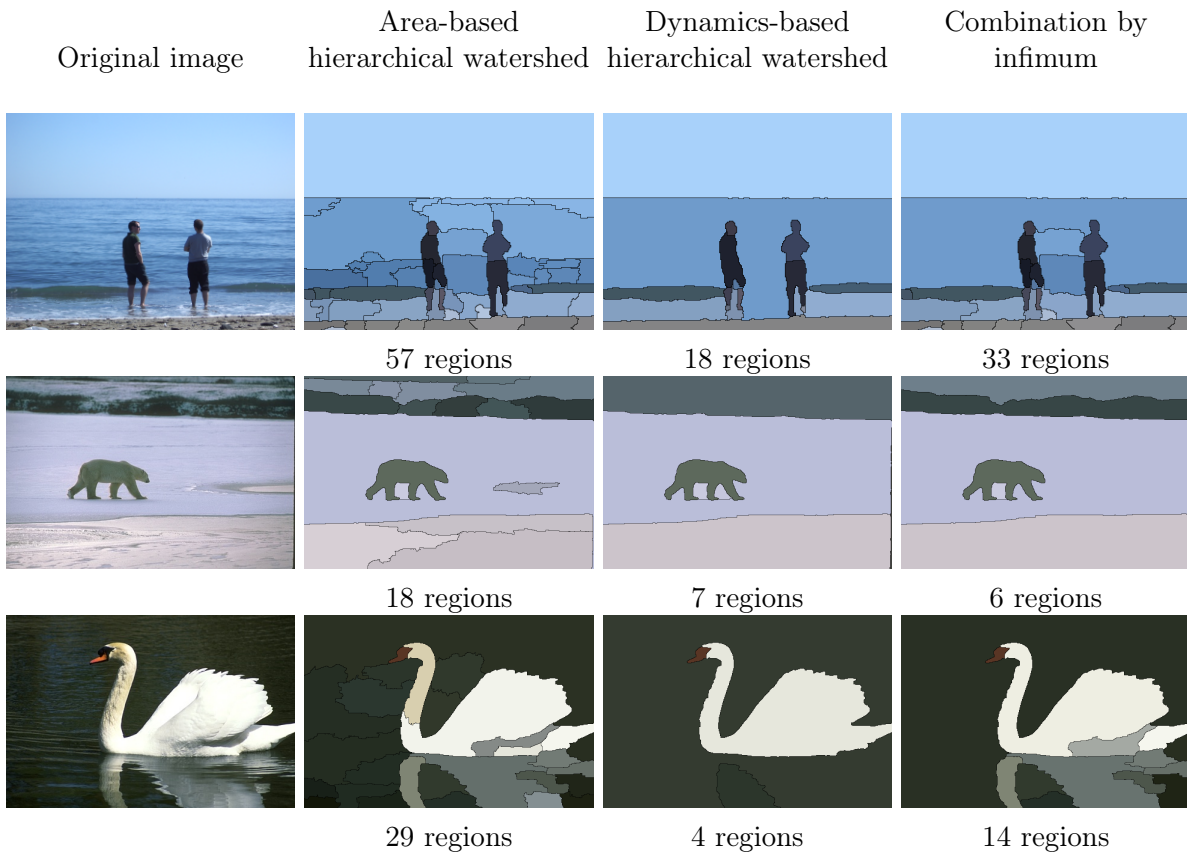 Original image
Area-based
hierarchical watershed
Dynamics-based
hierarchical watershed
Combination by
infimum
57 regions
18 regions
33 regions
18 regions
7 regions
6 regions
29 regions
4 regions
14 regions